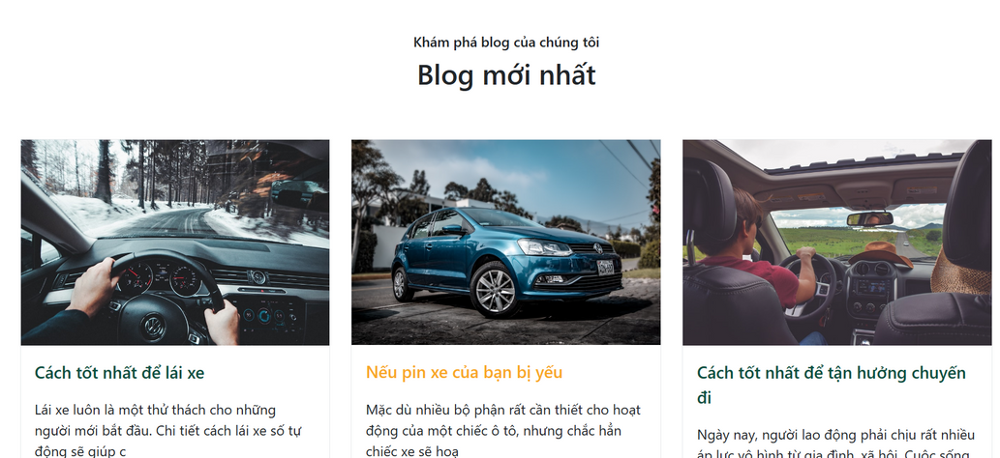 Khám phá blog của chúng tôi
Blog mới nhất
Cách tốt nhất để lái xe
Lái xe luôn là một thử thách cho những
người mới bắt đầu. Chi tiết cách lái xe số tự
động sẽ giúp c
Nếu pin xe của bạn bị yếu
Mặc dù nhiều bộ phận rất cần thiết cho hoạt
động của một chiếc ô tô, nhưng chắc hẳn
chiếc xe sẽ hoạ
Cách tốt nhất để tận hưởng chuyến
đi
Ngày nay, người lao động phải chịu rất nhiều
áp lực vô hình từ gia đình, xã hội. Cuộc sống